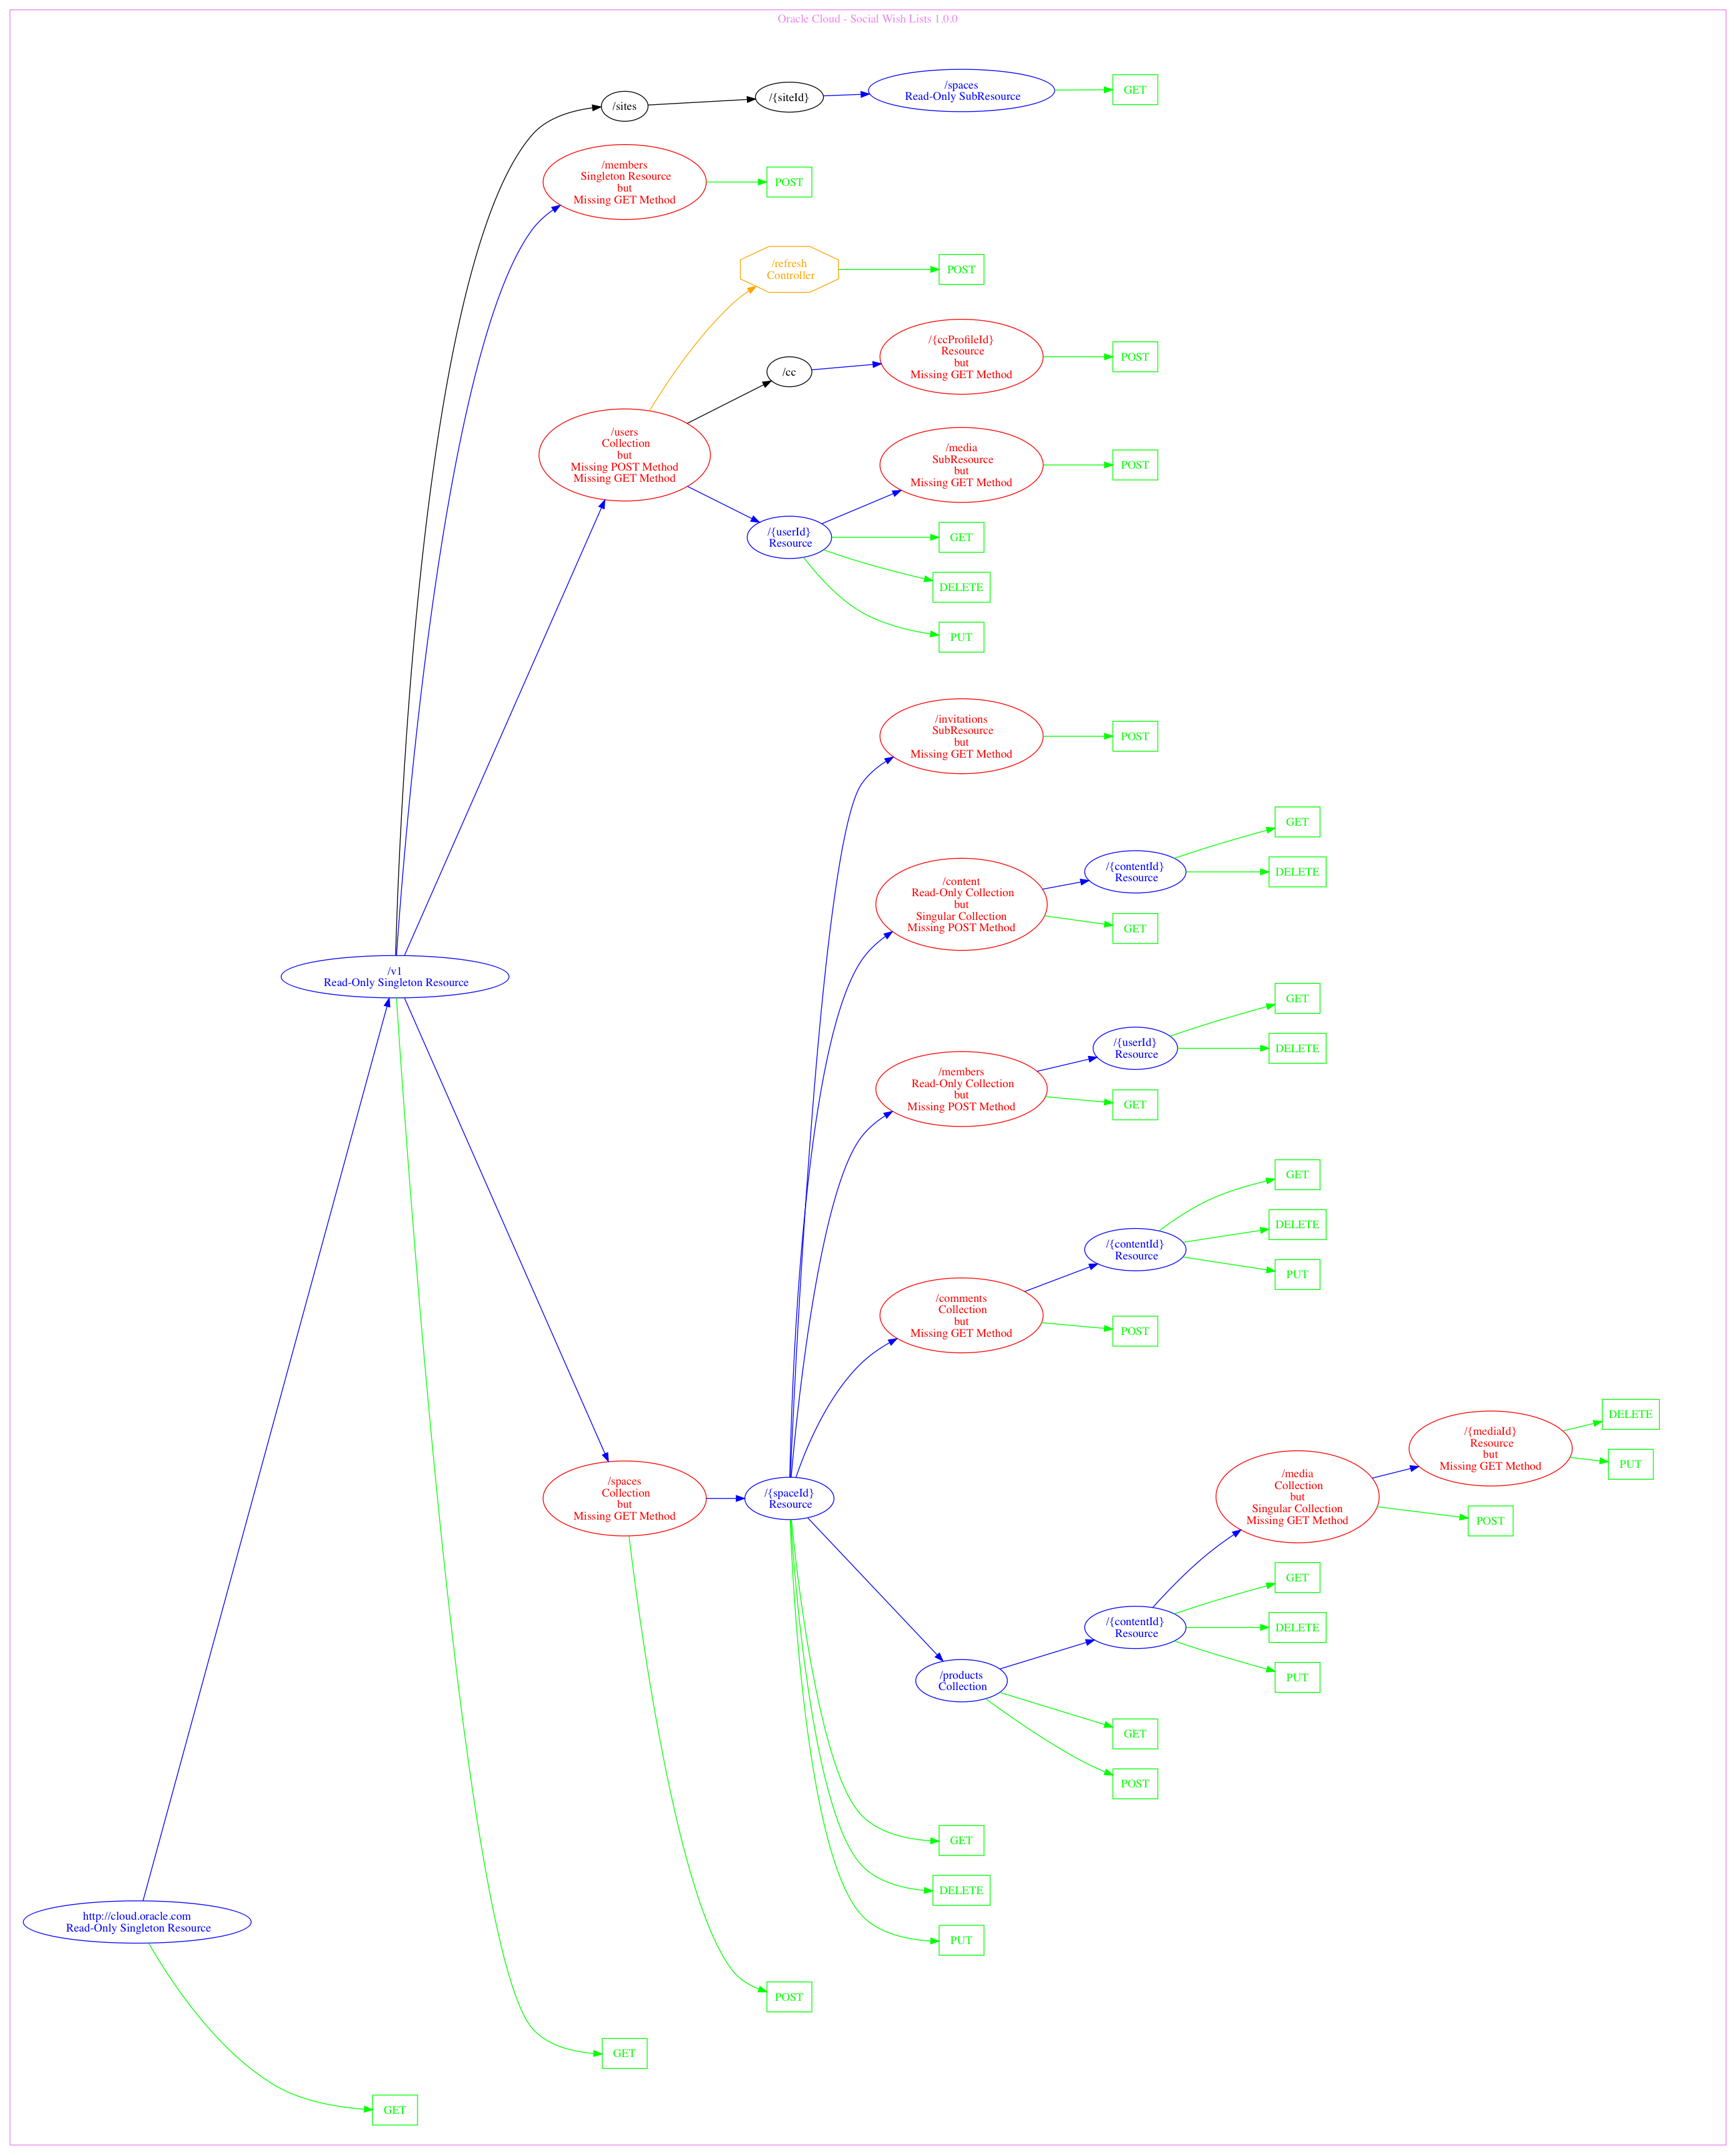 Oracle Cloud - Social Wish Lists 1.0.0
/sites
/{siteId}
/spaces
Read-Only SubResource
GET
/members
Singleton Resource
but
Missing GET Method
POST
/refresh
Controller
POST
/cc
/{ccProfileId}
Resource
but
Missing GET Method
POST
/users
Collection
but
Missing POST Method
Missing GET Method
/media
SubResource
but
Missing GET Method
POST
/{userId}
Resource
GET
DELETE
PUT
/invitations
SubResource
but
Missing GET Method
POST
/content
Read-Only Collection
but
Singular Collection
Missing POST Method
/{contentId}
Resource
GET
DELETE
GET
/v1
Read-Only Singleton Resource
/members
Read-Only Collection
but
Missing POST Method
/{userId}
Resource
GET
DELETE
GET
/comments
Collection
but
Missing GET Method
/{contentId}
Resource
GET
DELETE
PUT
POST
/spaces
Collection
but
Missing GET Method
/{spaceId}
Resource
/media
Collection
but
Singular Collection
Missing GET Method
/{mediaId}
Resource
but
Missing GET Method
DELETE
PUT
POST
/products
Collection
/{contentId}
Resource
GET
DELETE
PUT
GET
POST
GET
DELETE
PUT
http://cloud.oracle.com
Read-Only Singleton Resource
POST
GET
GET